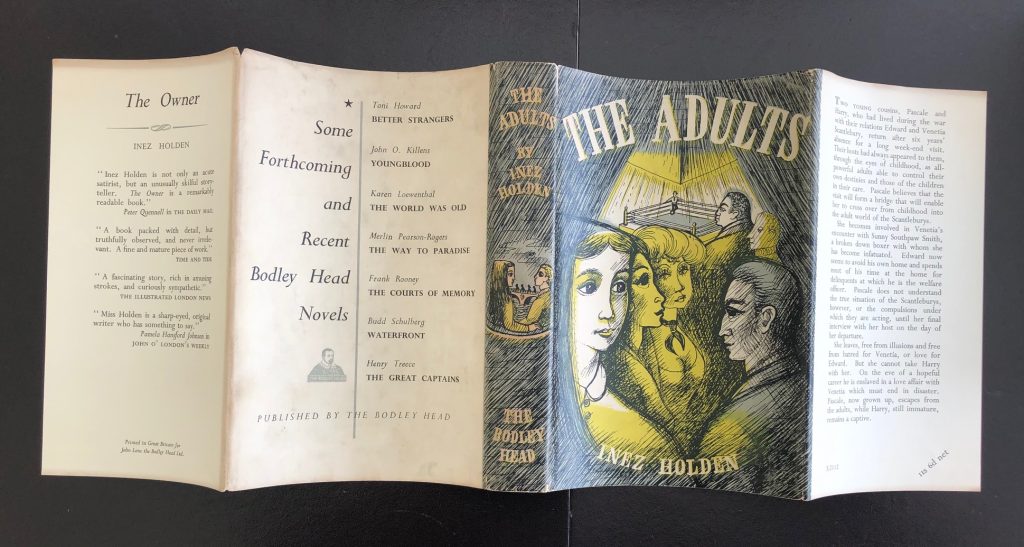 The Owner
INEZ HOLDEN
"Inez Holden is not only an acute
satirist, but an unusually skilful story-
teller. The Owner is a remarkably
readable book."
Peter Quennell in THE DAILY MAIL
"A book packed with detail, but
truthfully observed, and never irrele-
vant. A fine and mature piece of work."
TIME AND TIDE
"A fascinating story, rich in amusing
strokes, and curiously sympathetic."
THE ILLUSTRATED LONDON NEWS
"Miss Holden is a sharp-eyed, original
writer who has something to say."
Pamela Hansford Johnson in
JOHN O' LONDON'S WEEKLY
Printed in Great Britain for
John Lane the Bodley Head Ltd.
Some
Forthcoming
and
Recent
Bodley Head
Novels
Toni Howard
BETTER STRANGERS
John O. Killens
YOUNGBLOOD
Karen Loewenthal
THE WORLD WAS OLD
Merlin Pearson-Rogers
THE WAY TO PARADISE
Frank Rooney
THE COURTS OF MEMORY
Budd Schulberg
WATERFRONT
Henry Treece
THE GREAT CAPTAINS
PUBLISHED BY THE BODLEY HEAD
THE
ADULTS
BY
INEZ
HOLDEN
THE
BODLEY
HEAD
THE ADULTS
INEZ HOLDEN
TWO YOUNG cousins, Pascale and
Harry, who had lived during the war
with their relations Edward and Venetia
Scantlebury, return after six years'
absence for a long week-end visit.
Their hosts had always appeared to them,
through the eyes of childhood, as all-
powerful adults able to control their
own destinies and those of the children
in their care. Pascale believes that the
visit will form a bridge that will enable
her to cross over from childhood into
the adult world of the Scantleburys.
She becomes involved in Venetia's
encounter with Sunny Southpaw Smith,
a broken down boxer with whom she
has become infatuated. Edward now
seems to avoid his own home and spends
most of his time at the home for
delinquents at which he is the welfare
officer. Pascale does not understand
the true situation of the Scantleburys,
however, or the compulsions under
which they are acting, until her final
interview with her host on the day of
her departure.
She leaves, free from illusions and free
from hatred for Venetia, or love for
Edward. But she cannot take Harry
with her. On the eve of a hopeful
career he is enslaved in a love affair with
Venetia which must end in disaster.
Pascale, now grown up, escapes from
the adults, while Harry, still immature,
remains a captive.
11s 6d net